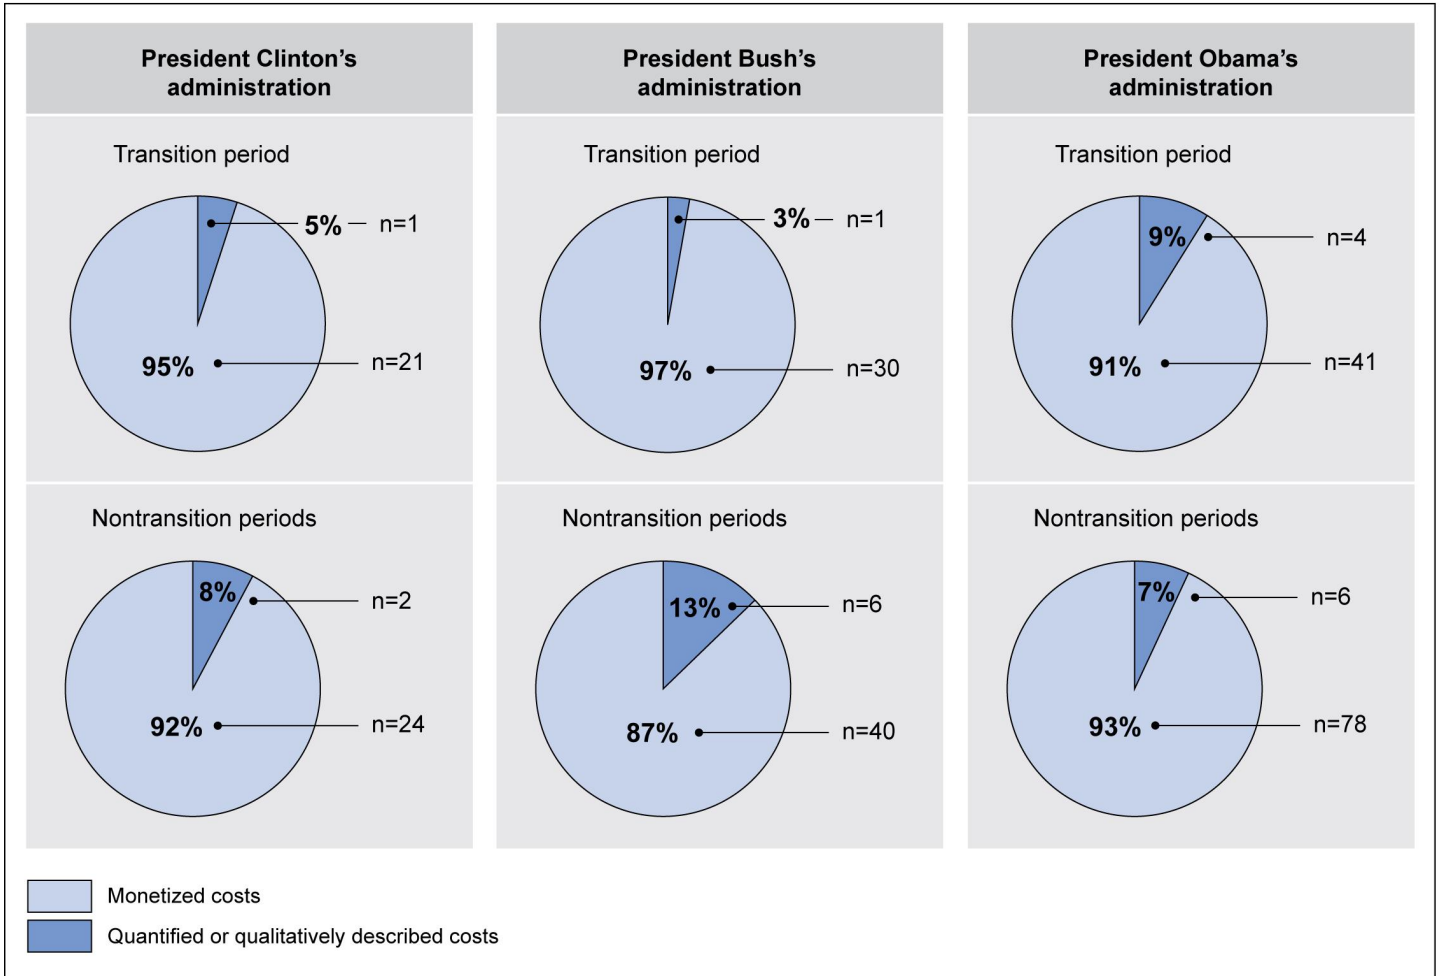 President Clinton's
administration
President Bush's
administration
President Obama's
administration
Transition period
5% n=1
95% n=21
Transition period
3% n=1
97% n=30
Transition period
9% n=4
91% n=41
Nontransition periods
8% n=2
92% n=24
Nontransition periods
13% n=6
87% n=40
Nontransition periods
7% n=6
93% n=78
Monetized costs
Quantified or qualitatively described costs